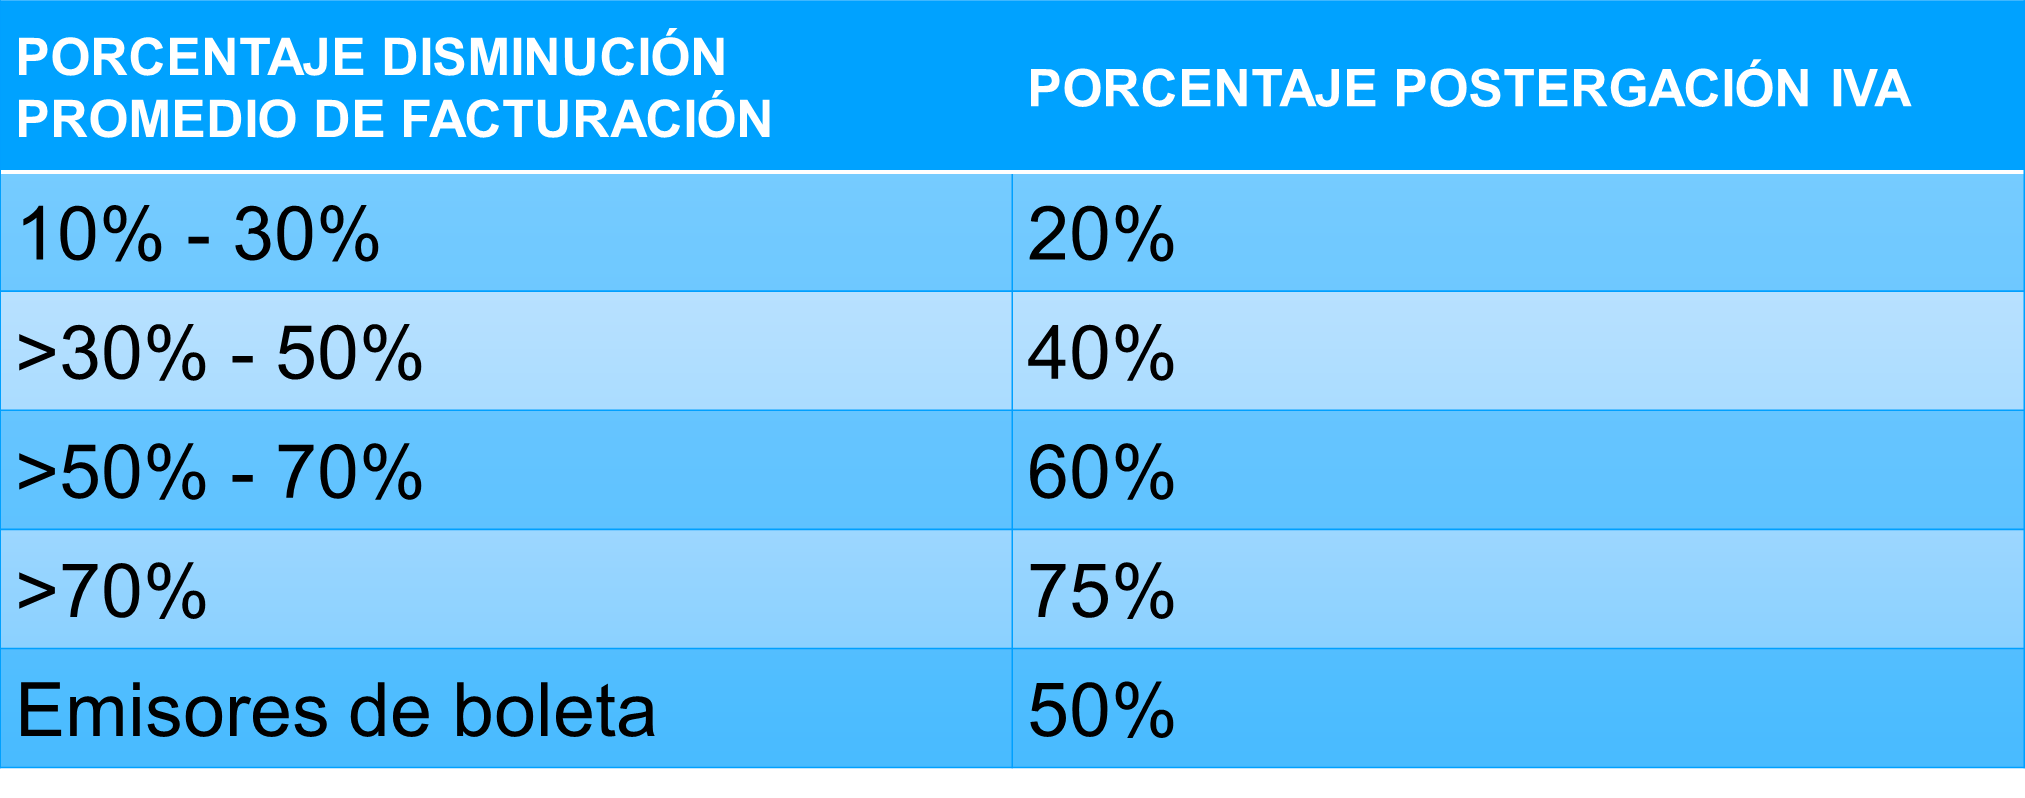 PORCENTAJE DISMINUCIÓN
PROMEDIO DE FACTURACIÓN
PORCENTAJE POSTERGACIÓN IVA
10% - 30%
20%
>30% - 50%
40%
>50% - 70%
60%
>70%
75%
Emisores de boleta
50%